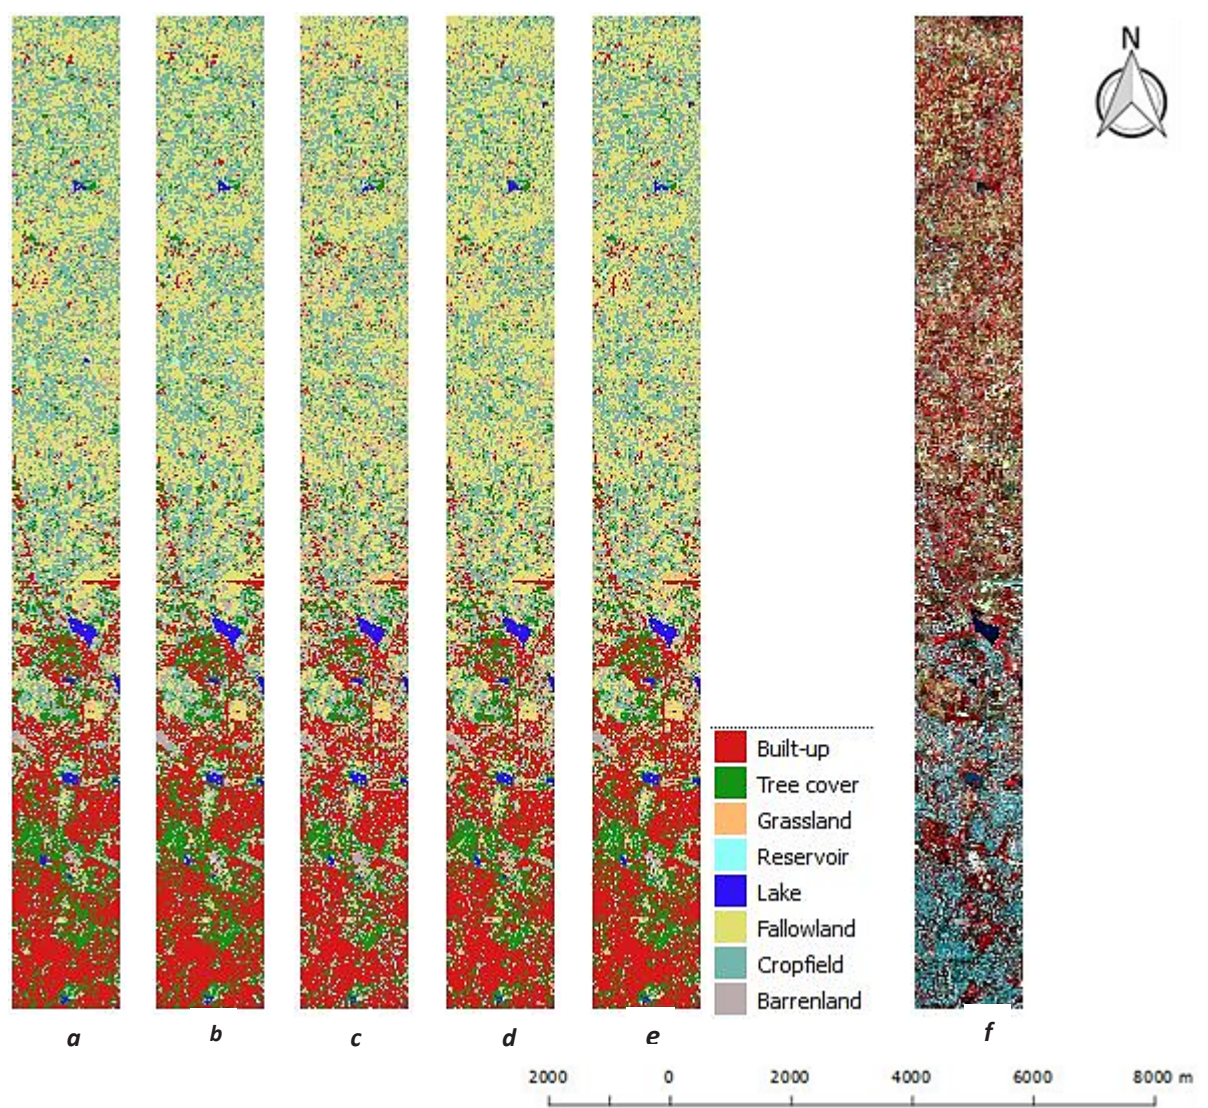 N
Built-up
Tree cover
Grassland
Reservoir
Lake
Fallowland
Cropfield
Barrenland
a b c d e f
2000 0 2000 4000 6000 8000 m